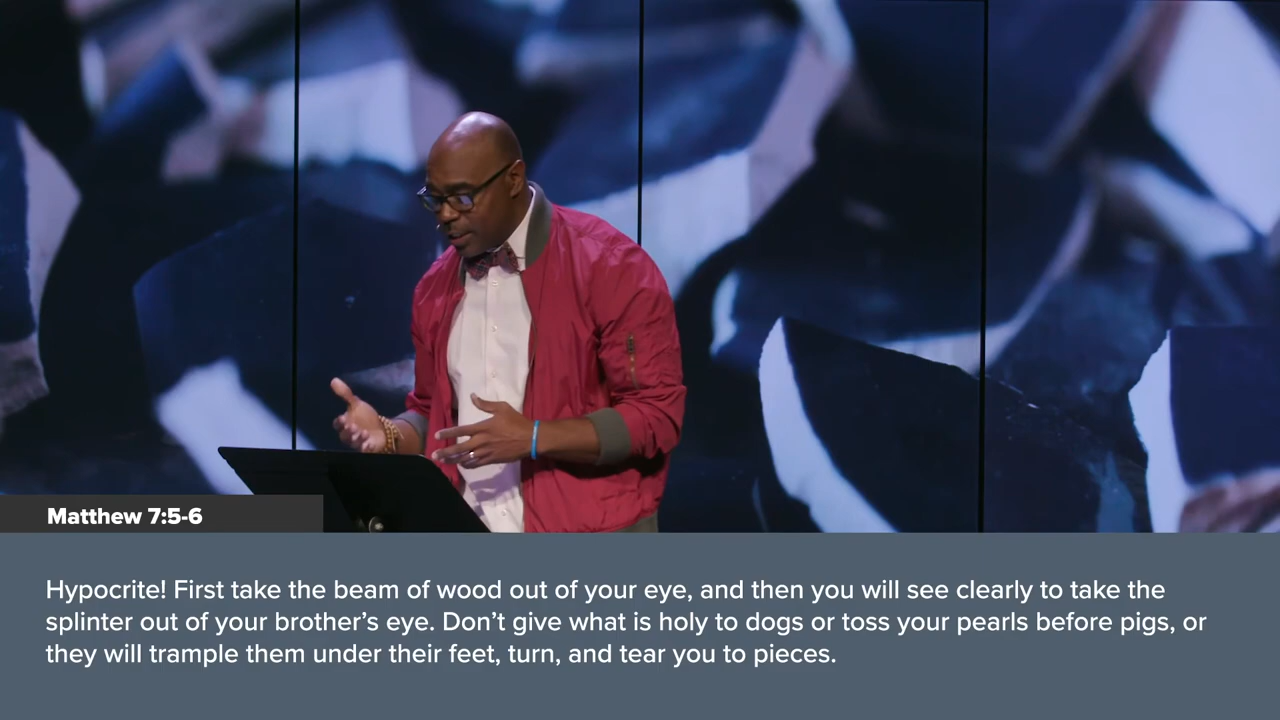 Matthew 7:5-6
Hypocrite! First take the beam of wood out of your eye, and then you will see clearly to take the
splinter out of your brother’s eye. Don’t give what is holy to dogs or toss your pearls before pigs, or
they will trample them under their feet, turn, and tear you to pieces.